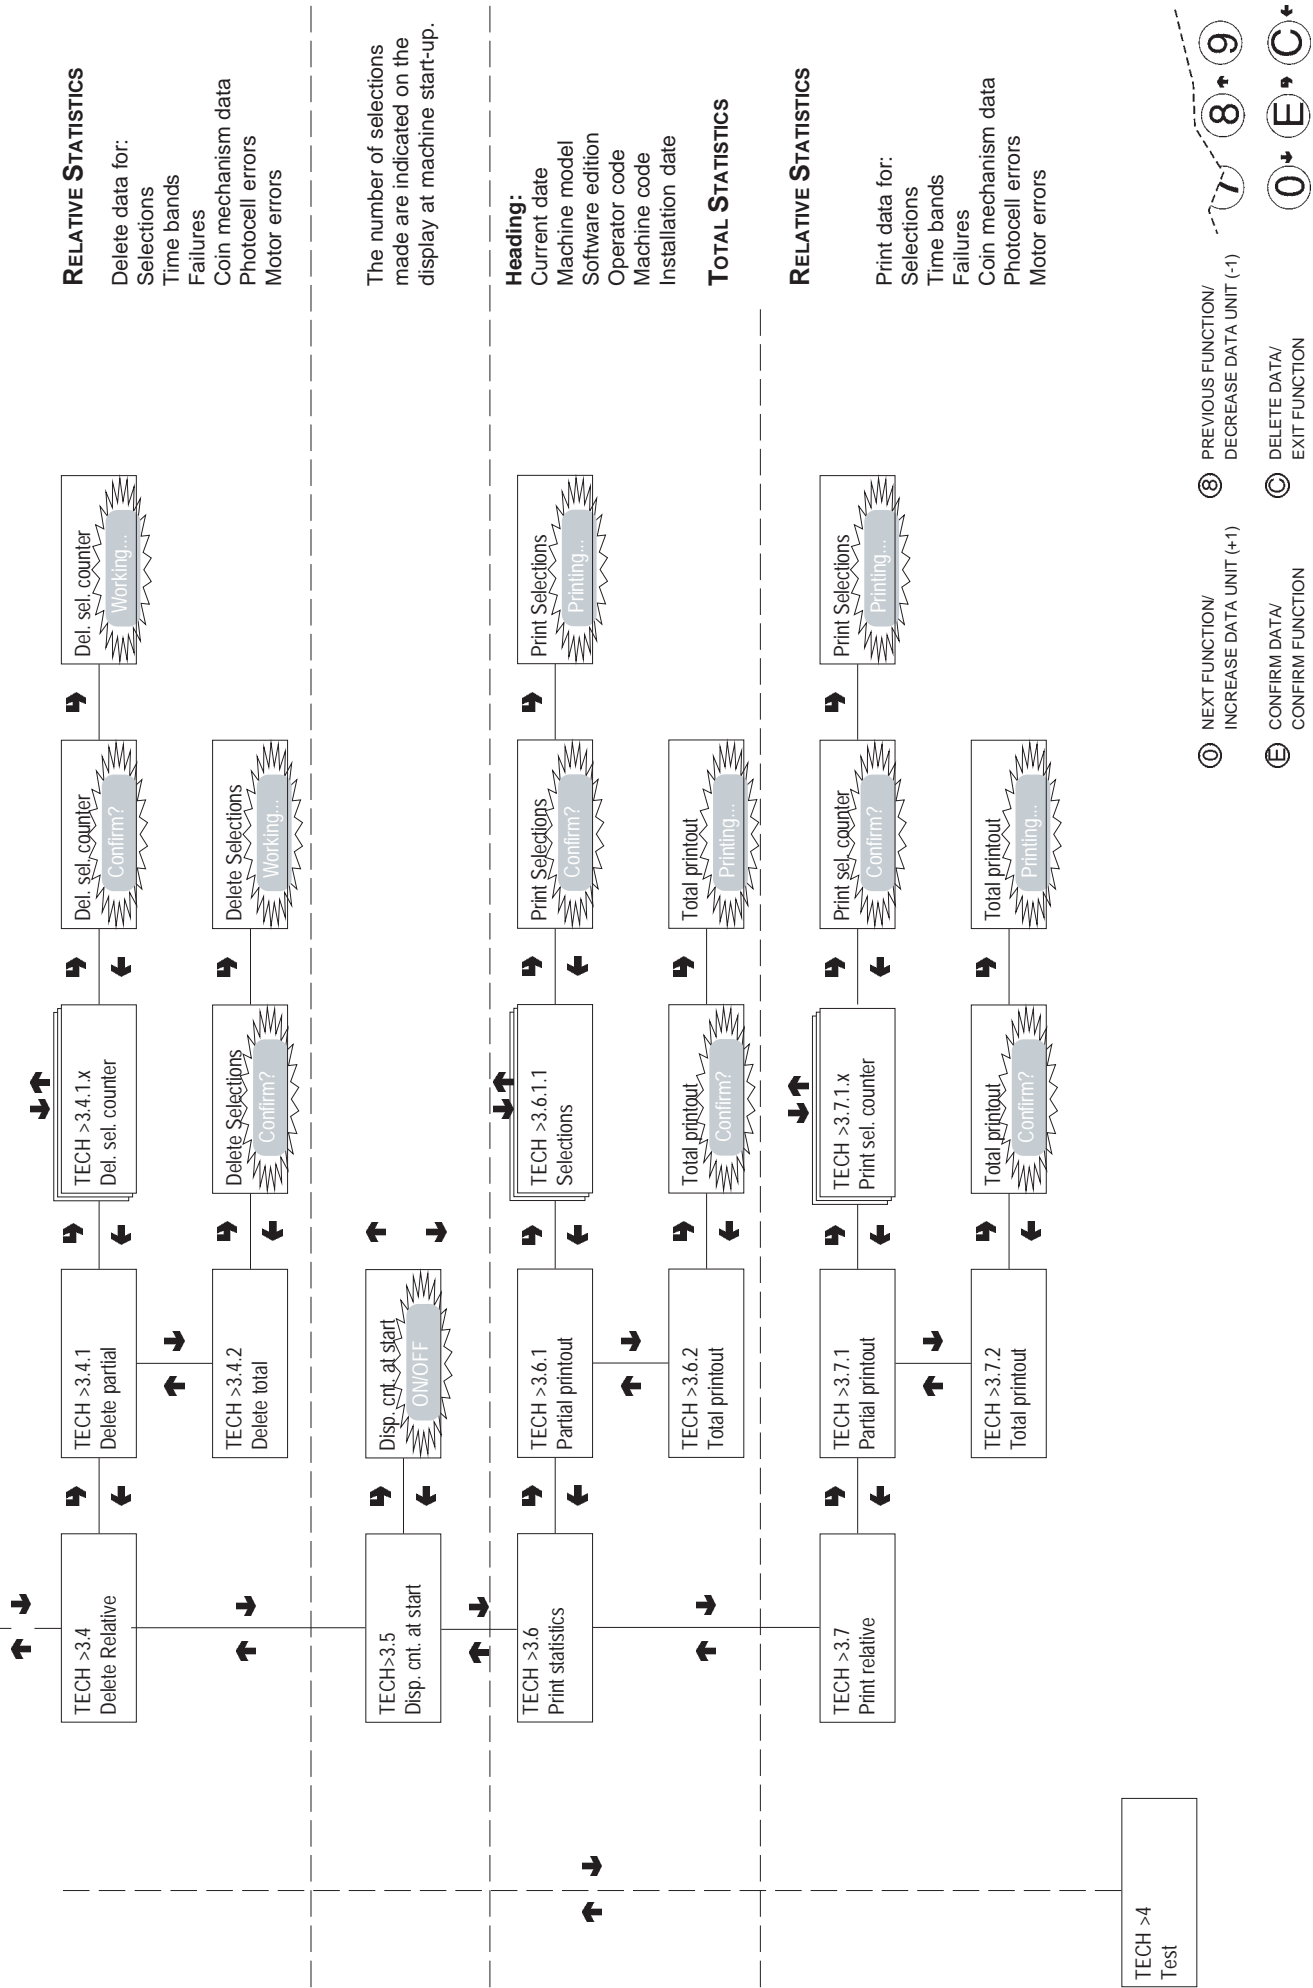 TECH >3.4
Delete Relative
TECH >3.4.1
Delete partial
TECH >3.4.1.x
Del. sel. counter
Del. sel. counter
Confirm?
Del. sel. counter
Working...
RELATIVE STATISTICS
Delete data for:
Selections
Time bands
Failures
Coin mechanism data
Photocell errors
Motor errors
TECH >3.4.2
Delete total
Delete Selections
Confirm?
Delete Selections
Working...
TECH>3.5
Disp. cnt. at start
Disp. cnt. at start
ON/OFF
The number of selections
made are indicated on the
display at machine start-up.
TECH >3.6
Print statistics
TECH >3.6.1
Partial printout
TECH >3.6.1.1
Selections
Print Selections
Confirm?
Print Selections
Printing...
Heading:
Current date
Machine model
Software edition
Operator code
Machine code
Installation date
TECH >3.6.2
Total printout
Total printout
Confirm?
Total printout
Printing...
TOTAL STATISTICS
RELATIVE STATISTICS
TECH >3.7
Print relative
TECH >3.7.1
Partial printout
TECH >3.7.1.x
Print sel. counter
Print sel. counter
Confirm?
Print Selections
Printing...
Print data for:
Selections
Time bands
Failures
Coin mechanism data
Photocell errors
Motor errors
TECH >3.7.2
Total printout
Total printout
Confirm?
Total printout
Printing...
TECH >4
Test
0 NEXT FUNCTION/
INCREASE DATA UNIT (+1)
8 PREVIOUS FUNCTION/
DECREASE DATA UNIT (-1)
7 8 9
E CONFIRM DATA/
CONFIRM FUNCTION
C DELETE DATA/
EXIT FUNCTION
0 E C